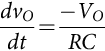 dv_O/dt = -V_O/RC